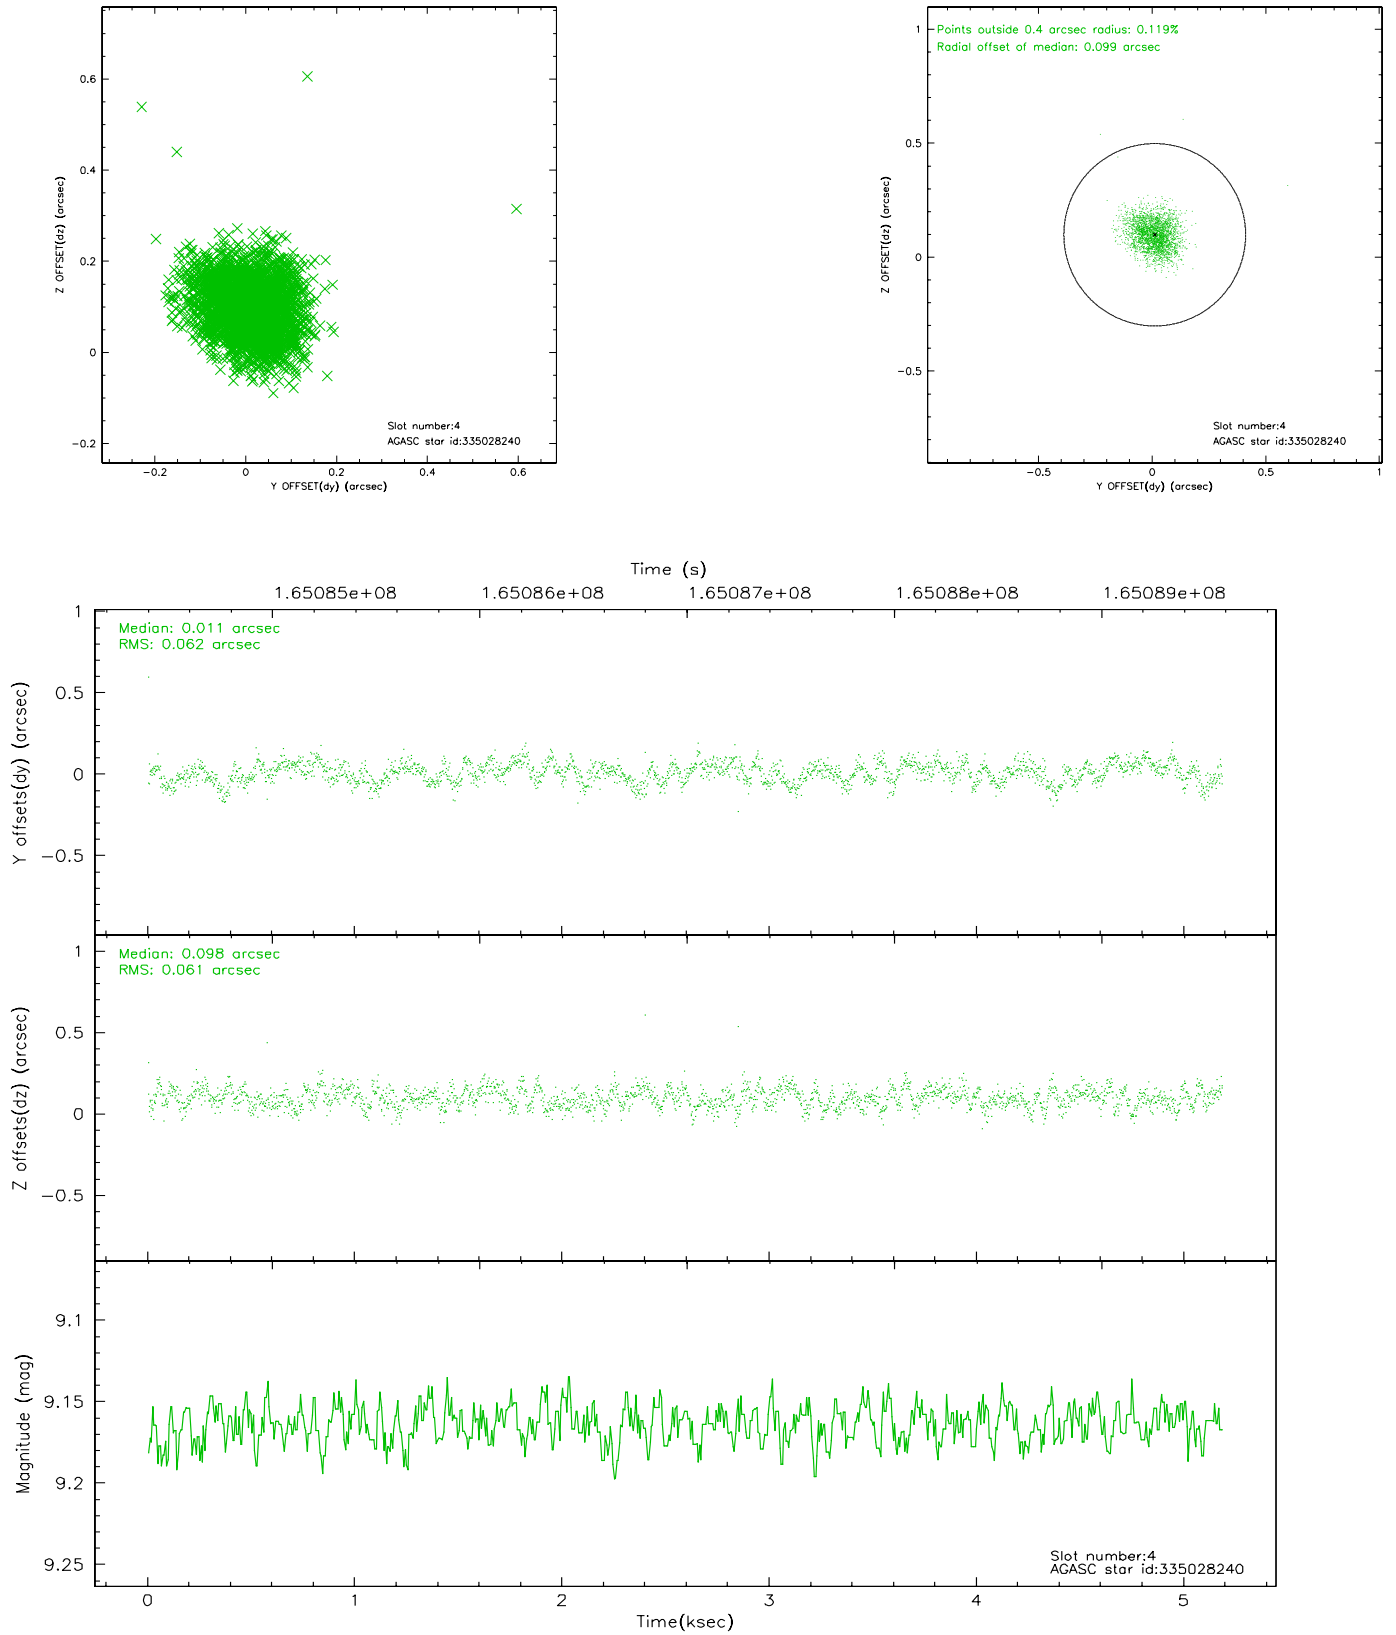 0.6
0.4
0.2
0
−0.2
Z OFFSET(dz) (arcsec)
Slot number:4
AGASC star id:335028240
−0.2 0 0.2 0.4 0.6
Y OFFSET(dy) (arcsec)
Points outside 0.4 arcsec radius: 0.119%
Radial offset of median: 0.099 arcsec
1
0.5
0
−0.5
Z OFFSET(dz) (arcsec)
Slot number:4
AGASC star id:335028240
−0.5 0 0.5 1
Y OFFSET(dy) (arcsec)
Time (s)
1.65085e+08 1.65086e+08 1.65087e+08 1.65088e+08 1.65089e+08
Median: 0.011 arcsec
RMS: 0.062 arcsec
1
0.5
0
−0.5
Y offsets(dy) (arcsec)
Median: 0.098 arcsec
RMS: 0.061 arcsec
1
0.5
0
−0.5
Z offsets(dz) (arcsec)
9.1
9.15
9.2
9.25
Magnitude (mag)
Slot number:4
AGASC star id:335028240
0 1 2 3 4 5
Time(ksec)